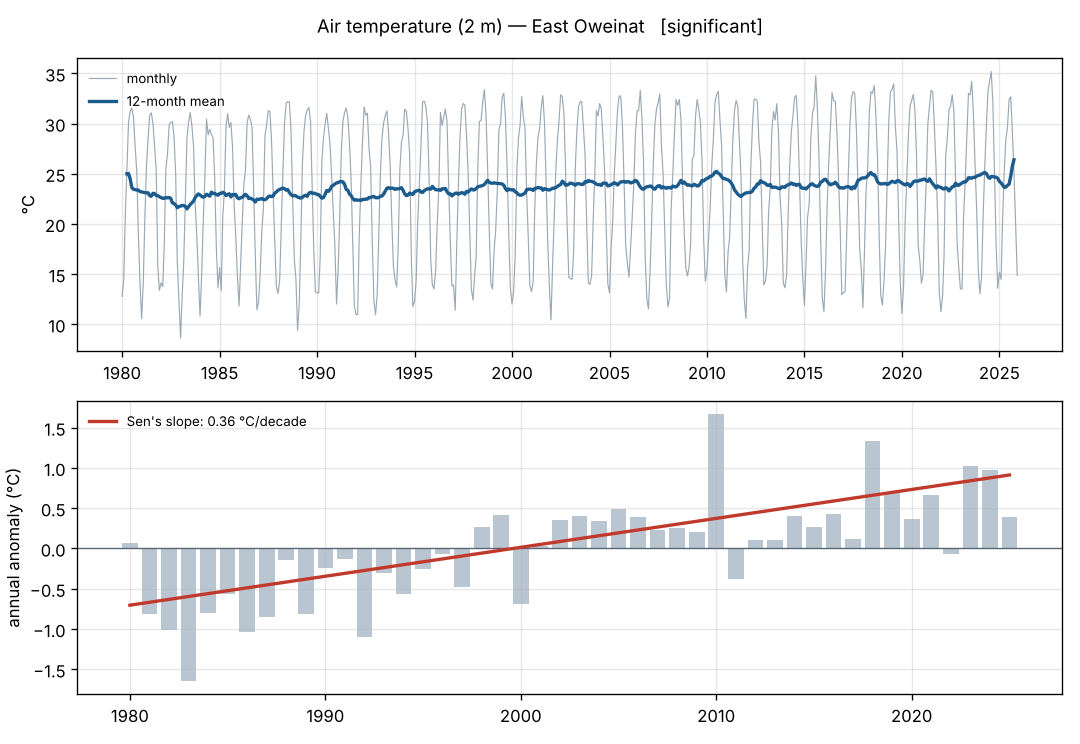 Air temperature (2 m) — East Oweinat   [significant]
monthly
12-month mean
°C
35
30
25
20
15
10
1980 1985 1990 1995 2000 2005 2010 2015 2020 2025
Sen's slope: 0.36 °C/decade
annual anomaly (°C)
1.5
1.0
0.5
0.0
−0.5
−1.0
−1.5
1980 1990 2000 2010 2020